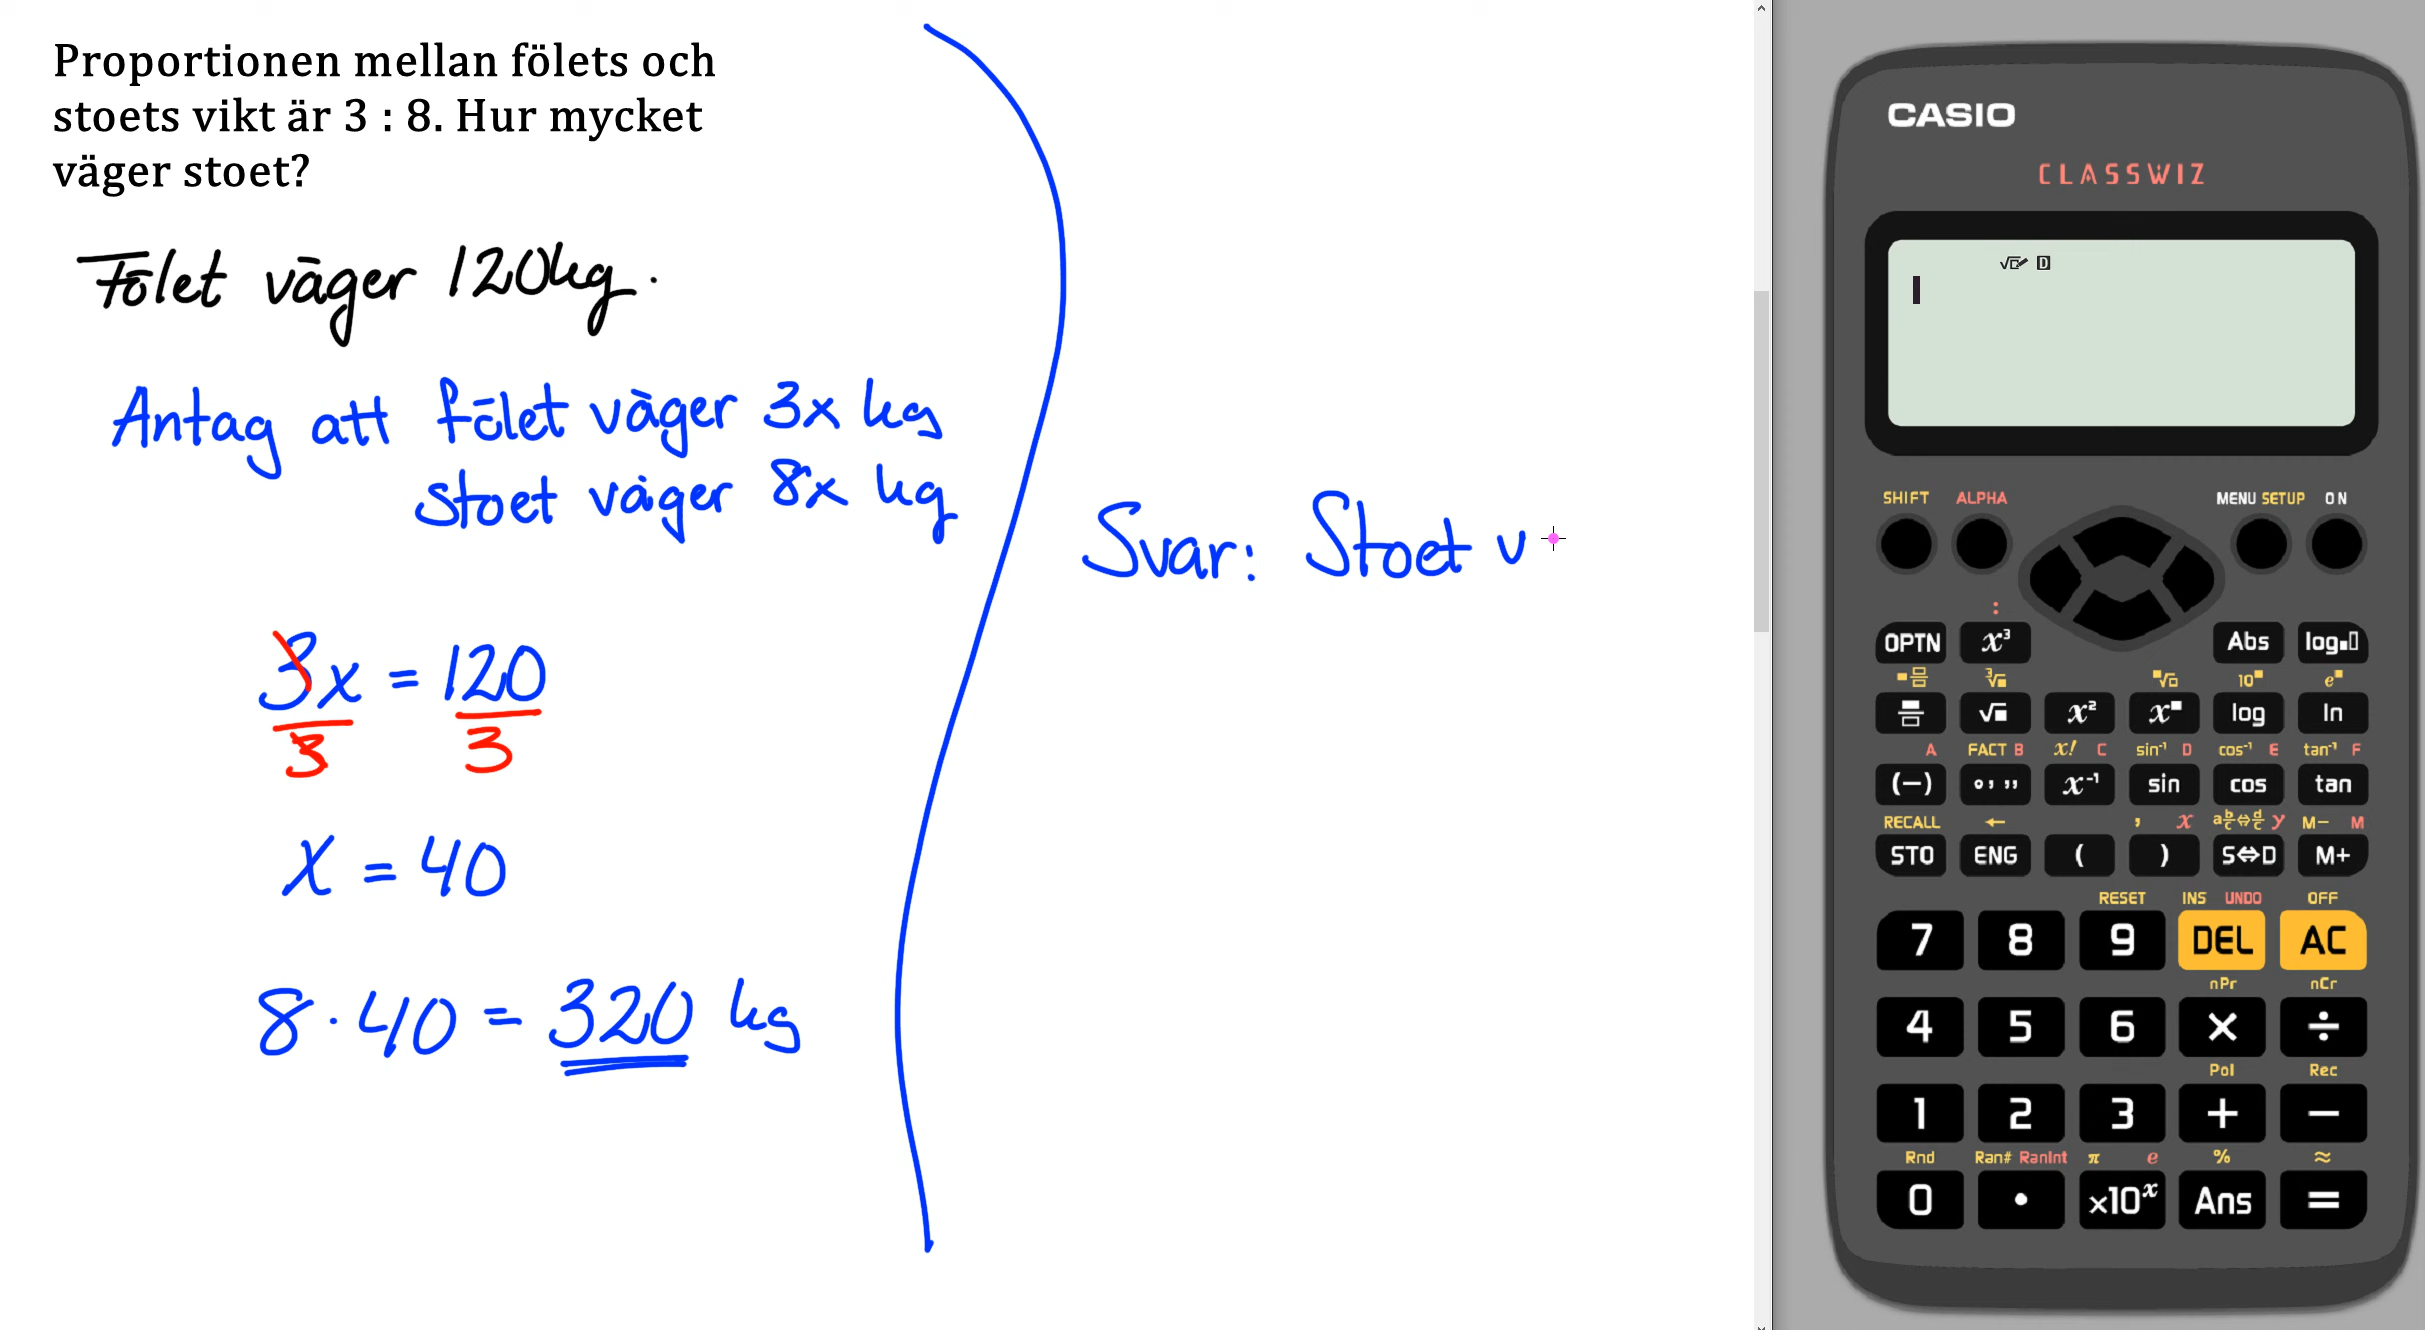 Proportionen mellan fölets och
stoets vikt är 3 : 8. Hur mycket
väger stoet?
Fölet väger 120kg.
Antag att fölet väger 3x kg
stoet väger 8x kg
3x = 120
3 3
x = 40
8 · 40 = 320 kg
Svar: Stoet v
CASIO
CLASSWIZ
√ D
SHIFT ALPHA MENU SETUP ON
:
OPTN x³ Abs log
³√ 10 e
√ x² x log ln
A FACT B x! C sin⁻¹ D cos⁻¹ E tan⁻¹ F
(−) ° ’ ” x⁻¹ sin cos tan
RECALL ← , x a b/c⇔d/c y M− M
STO ENG ( ) S⇔D M+
RESET INS UNDO OFF
7 8 9 DEL AC
nPr nCr
4 5 6 × ÷
Pol Rec
1 2 3 + −
Rnd Ran# RanInt π e % ≈
0 • ×10ˣ Ans =